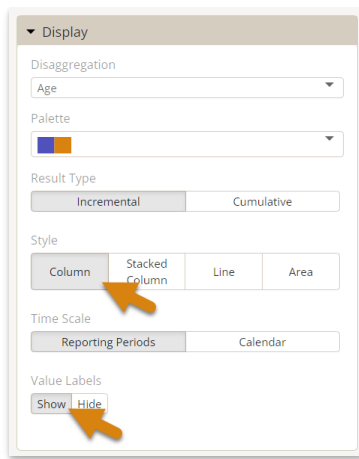 Display
Disaggregation
Age
Palette
Result Type
Incremental Cumulative
Style
Column Stacked Column Line Area
Time Scale
Reporting Periods Calendar
Value Labels
Show Hide